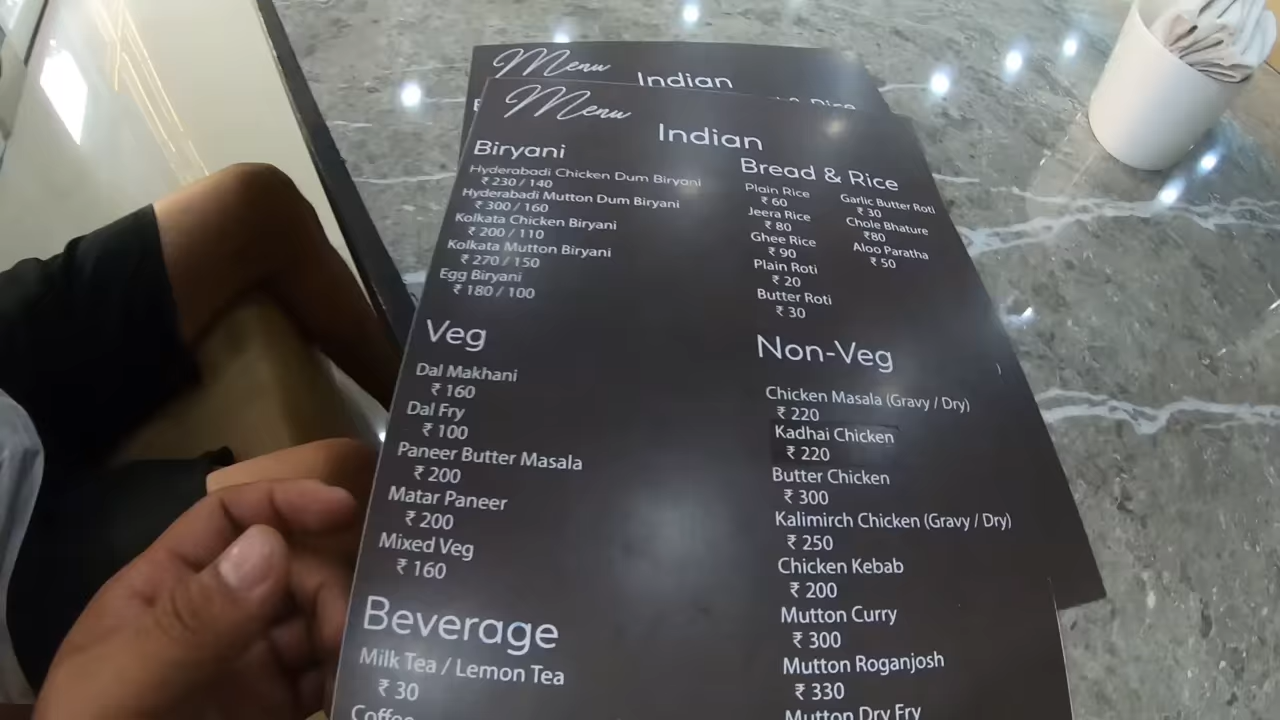 Menu
Indian
& Rice
Menu
Indian
Biryani
Hyderabadi Chicken Dum Biryani
₹ 230 / 140
Hyderabadi Mutton Dum Biryani
₹ 300 / 160
Kolkata Chicken Biryani
₹ 200 / 110
Kolkata Mutton Biryani
₹ 270 / 150
Egg Biryani
₹ 180 / 100
Veg
Dal Makhani
₹ 160
Dal Fry
₹ 100
Paneer Butter Masala
₹ 200
Matar Paneer
₹ 200
Mixed Veg
₹ 160
Beverage
Milk Tea / Lemon Tea
₹ 30
Coffee
Bread & Rice
Plain Rice
₹ 60
Jeera Rice
₹ 80
Ghee Rice
₹ 90
Plain Roti
₹ 20
Butter Roti
₹ 30
Garlic Butter Roti
₹ 30
Chole Bhature
₹80
Aloo Paratha
₹ 50
Non-Veg
Chicken Masala (Gravy / Dry)
₹ 220
Kadhai Chicken
₹ 220
Butter Chicken
₹ 300
Kalimirch Chicken (Gravy / Dry)
₹ 250
Chicken Kebab
₹ 200
Mutton Curry
₹ 300
Mutton Roganjosh
₹ 330
Mutton Dry Fry